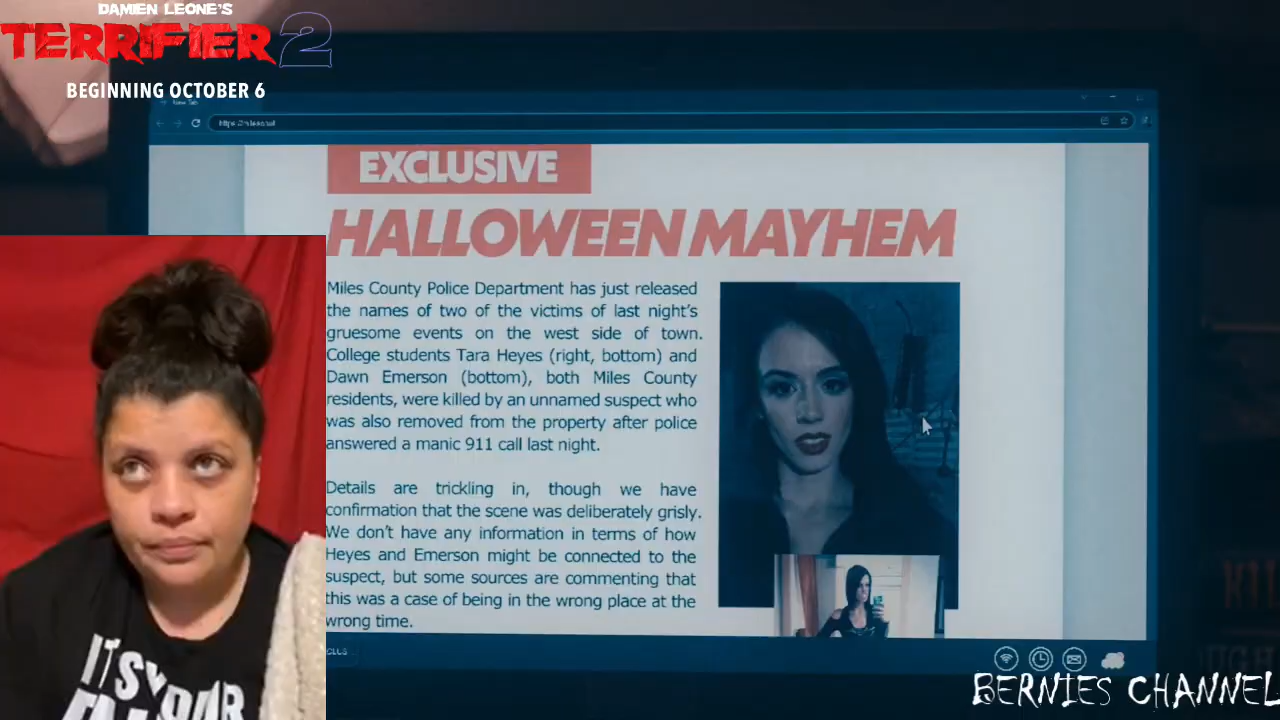 DAMIEN LEONE'S
TERRIFIER 2
BEGINNING OCTOBER 6
New Tab
EXCLUSIVE
HALLOWEEN MAYHEM
Miles County Police Department has just released
the names of two of the victims of last night's
gruesome events on the west side of town.
College students Tara Heyes (right, bottom) and
Dawn Emerson (bottom), both Miles County
residents, were killed by an unnamed suspect who
was also removed from the property after police
answered a manic 911 call last night.
Details are trickling in, though we have
confirmation that the scene was deliberately grisly.
We don't have any information in terms of how
Heyes and Emerson might be connected to the
suspect, but some sources are commenting that
this was a case of being in the wrong place at the
wrong time.
IT'S
BERNIES CHANNEL